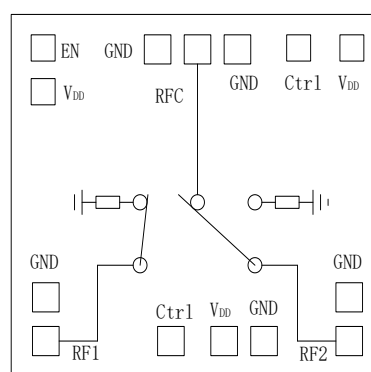 EN GND Ctrl VDD
GND
VDD RFC
GND GND
Ctrl VDD GND
RF1 RF2